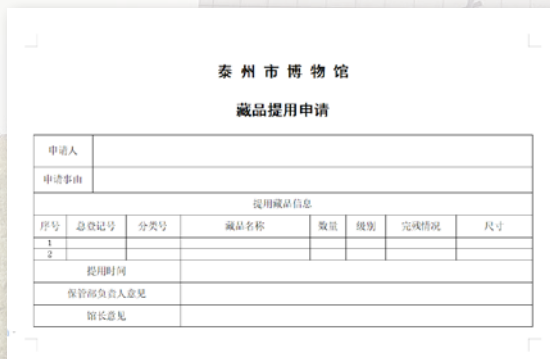 泰州市博物馆
藏品提用申请
申请人
申请事由
提用藏品信息
序号 总登记号 分类号 藏品名称 数量 级别 完残情况 尺寸
1
2
提用时间
保管部负责人意见
馆长意见